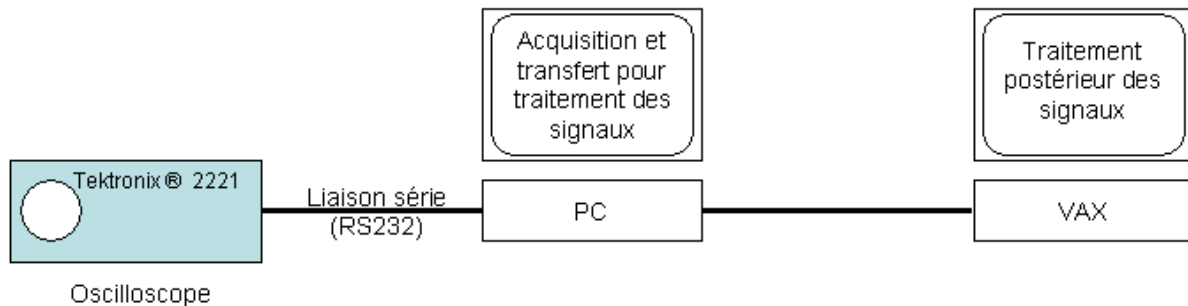 Acquisition et
transfert pour
traitement des
signaux
Traitement
postérieur des
signaux
Tektronix® 2221
Liaison série
(RS232)
PC
VAX
Oscilloscope